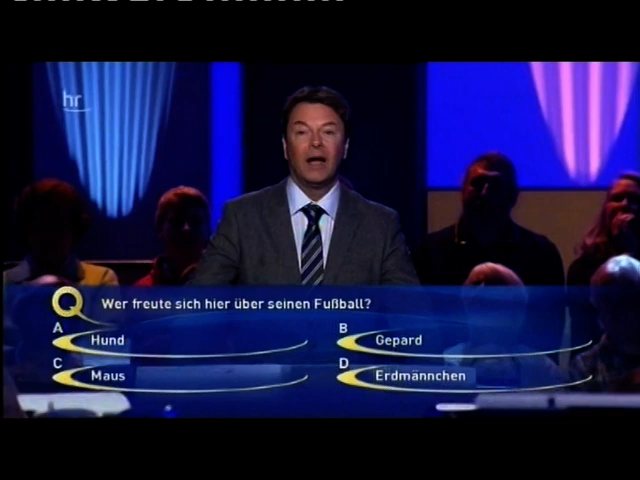 hr
Q Wer freute sich hier über seinen Fußball?
A Hund
B Gepard
C Maus
D Erdmännchen